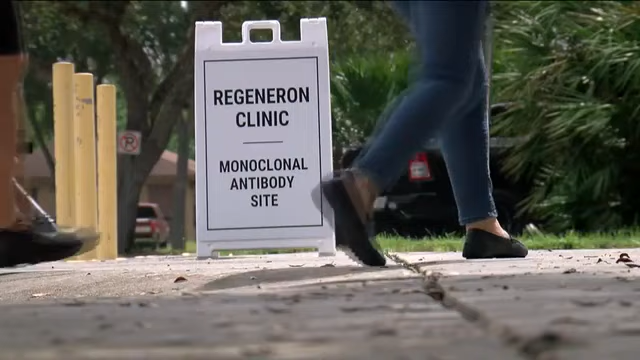 REGENERON
CLINIC
MONOCLONAL
ANTIBODY
SITE